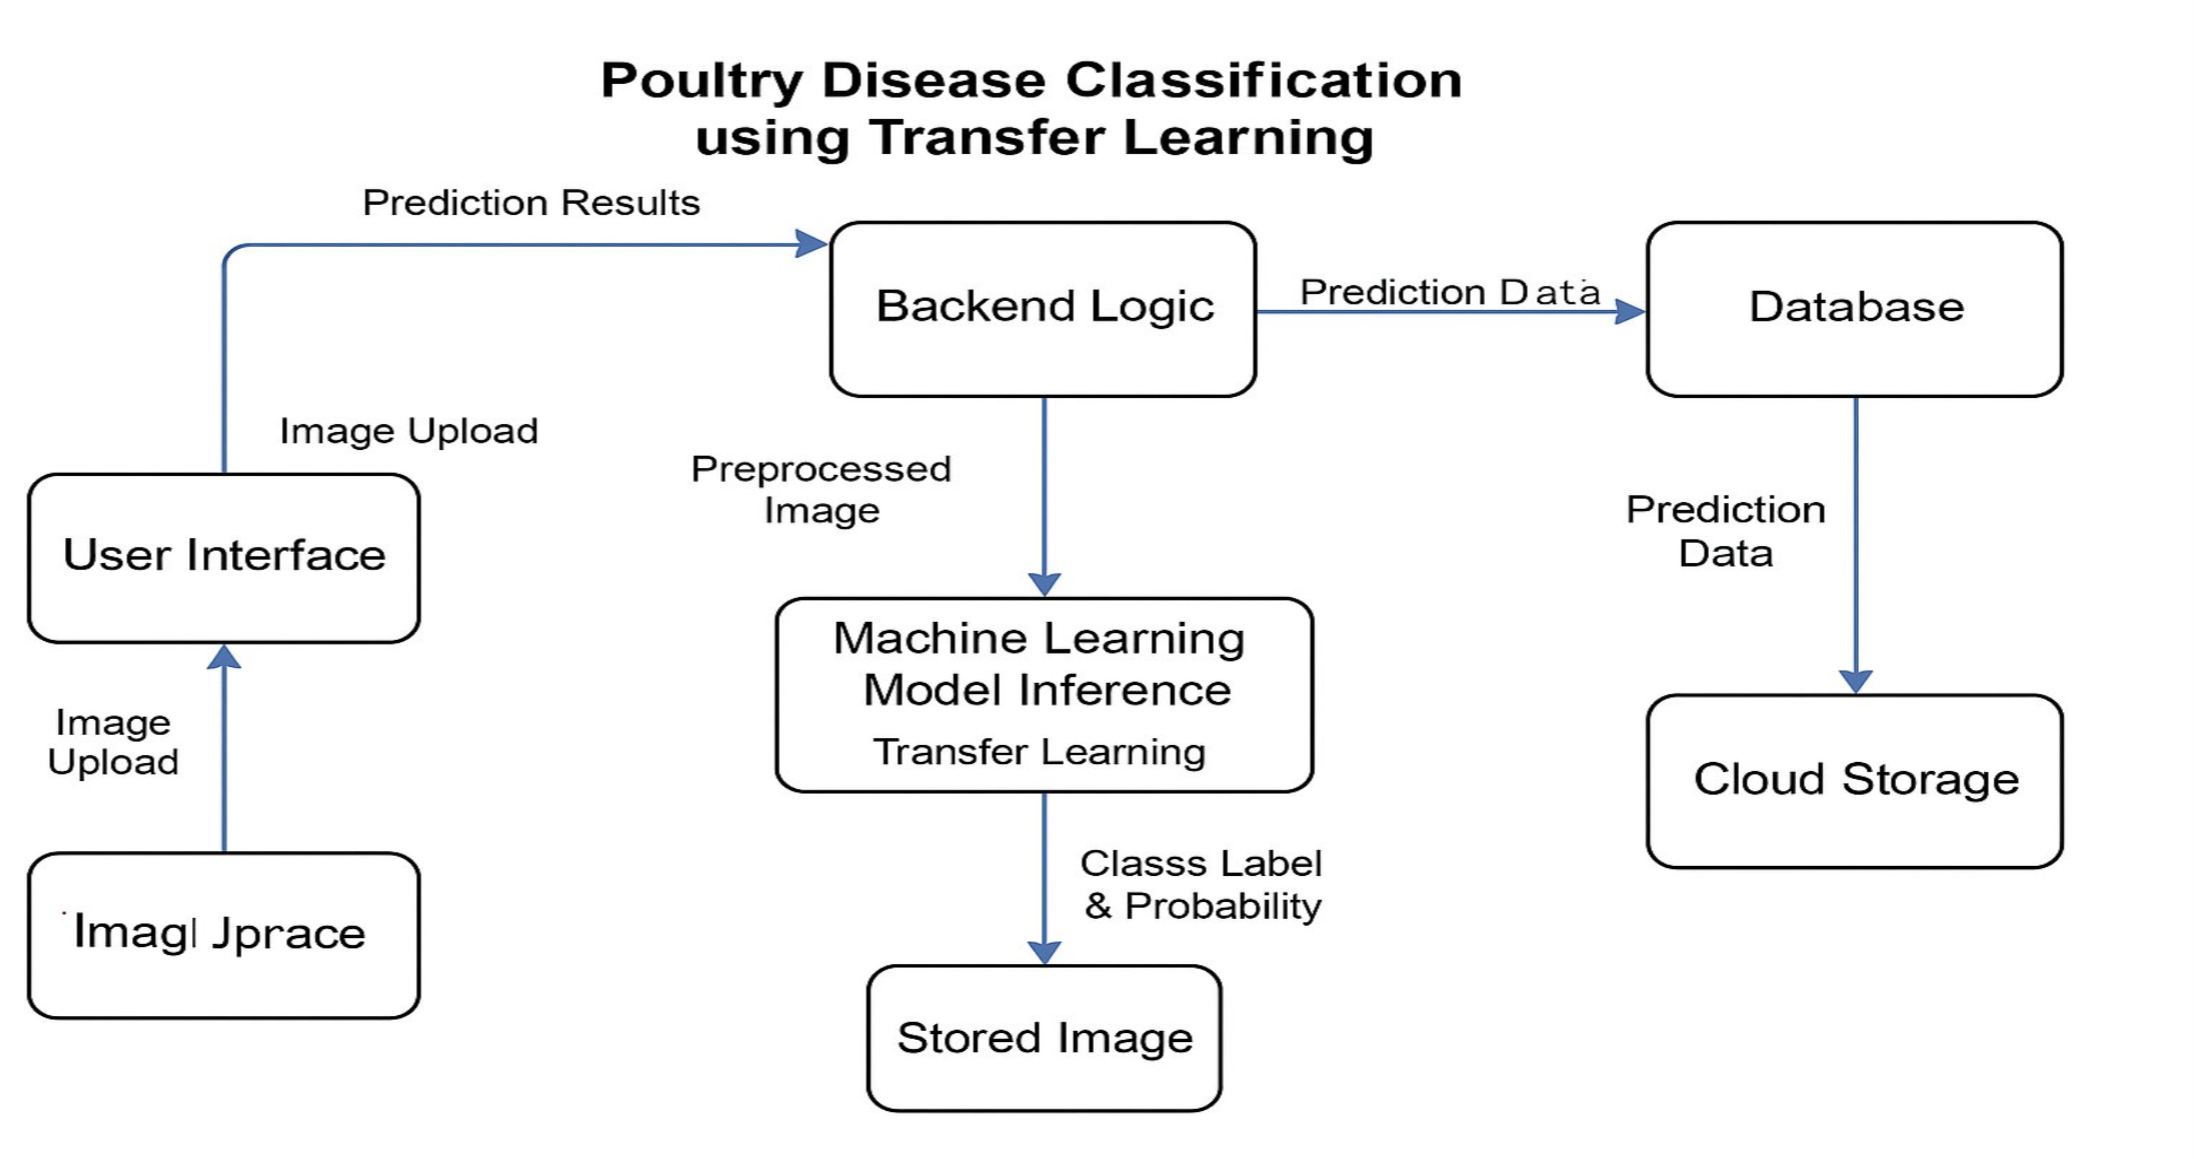 Poultry Disease Classification
using Transfer Learning
Prediction Results
Backend Logic
Prediction Data
Database
Image Upload
User Interface
Preprocessed
Image
Prediction
Data
Machine Learning
Model Inference
Transfer Learning
Image
Upload
Cloud Storage
Classs Label
& Probability
Imag| Jprace
Stored Image